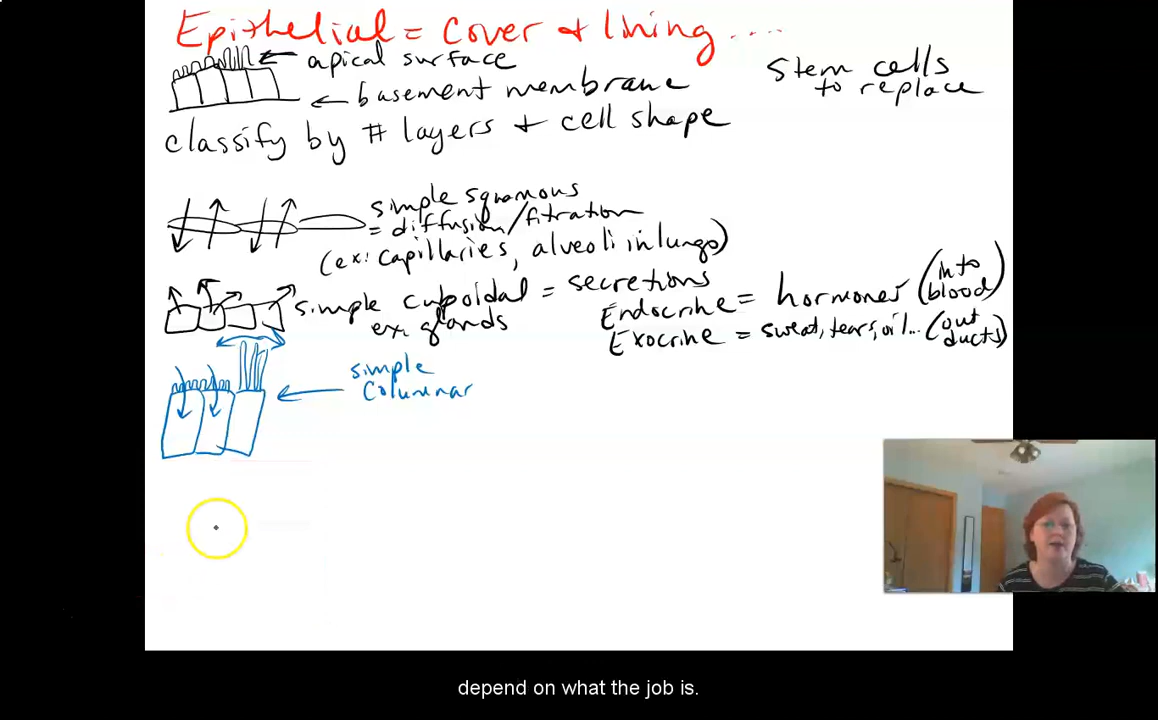 Epithelial = Cover + lining....
apical surface
Stem cells
to replace
basement membrane
classify by # layers + cell shape
simple squamous
= diffusion/fitration
(ex: capillaries, alveoli in lungs)
simple cuboidal = secretions
ex: glands
Endocrine = hormones (into
blood)
Exocrine = sweat, tears, oil... (out
ducts)
simple
Columnar
depend on what the job is.